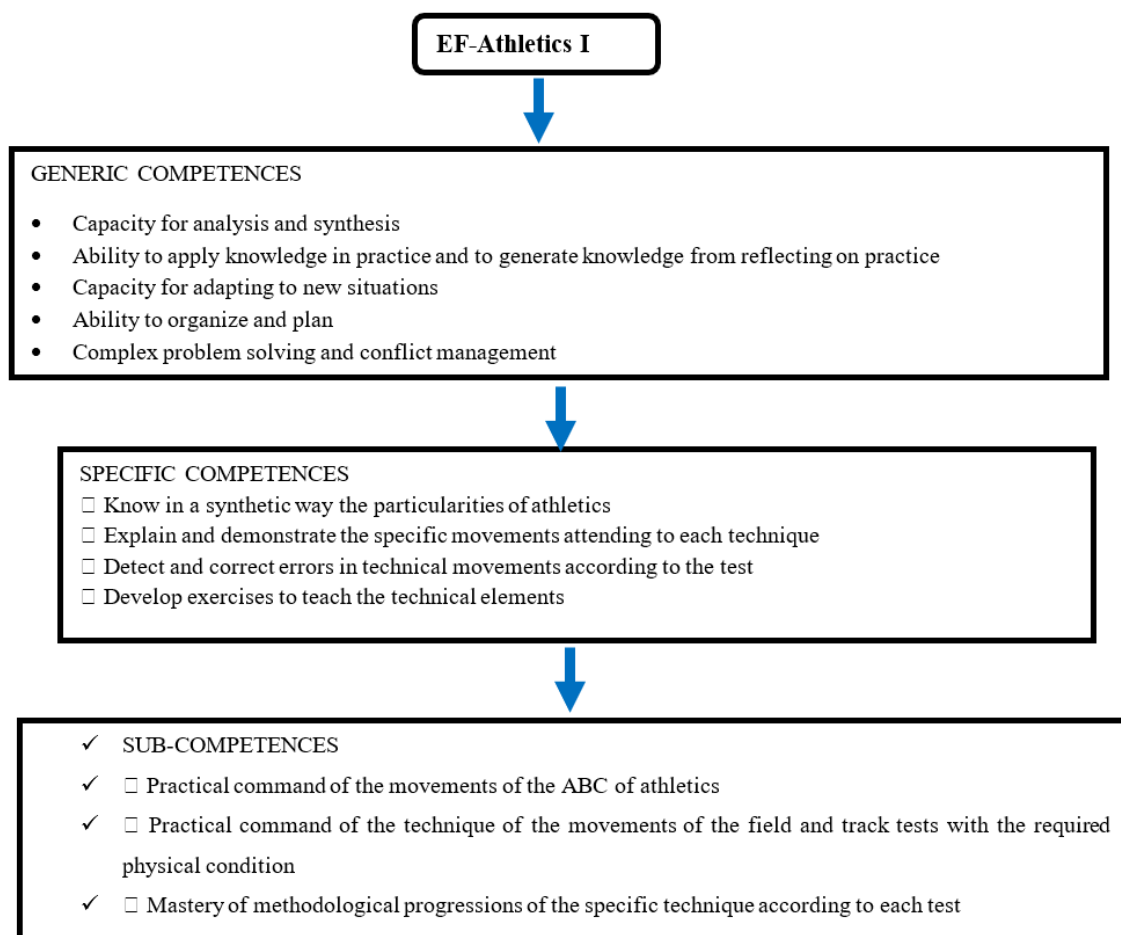 EF-Athletics I
GENERIC COMPETENCES
• Capacity for analysis and synthesis
• Ability to apply knowledge in practice and to generate knowledge from reflecting on practice
• Capacity for adapting to new situations
• Ability to organize and plan
• Complex problem solving and conflict management
SPECIFIC COMPETENCES
□ Know in a synthetic way the particularities of athletics
□ Explain and demonstrate the specific movements attending to each technique
□ Detect and correct errors in technical movements according to the test
□ Develop exercises to teach the technical elements
✓ SUB-COMPETENCES
✓ □ Practical command of the movements of the ABC of athletics
✓ □ Practical command of the technique of the movements of the field and track tests with the required
physical condition
✓ □ Mastery of methodological progressions of the specific technique according to each test